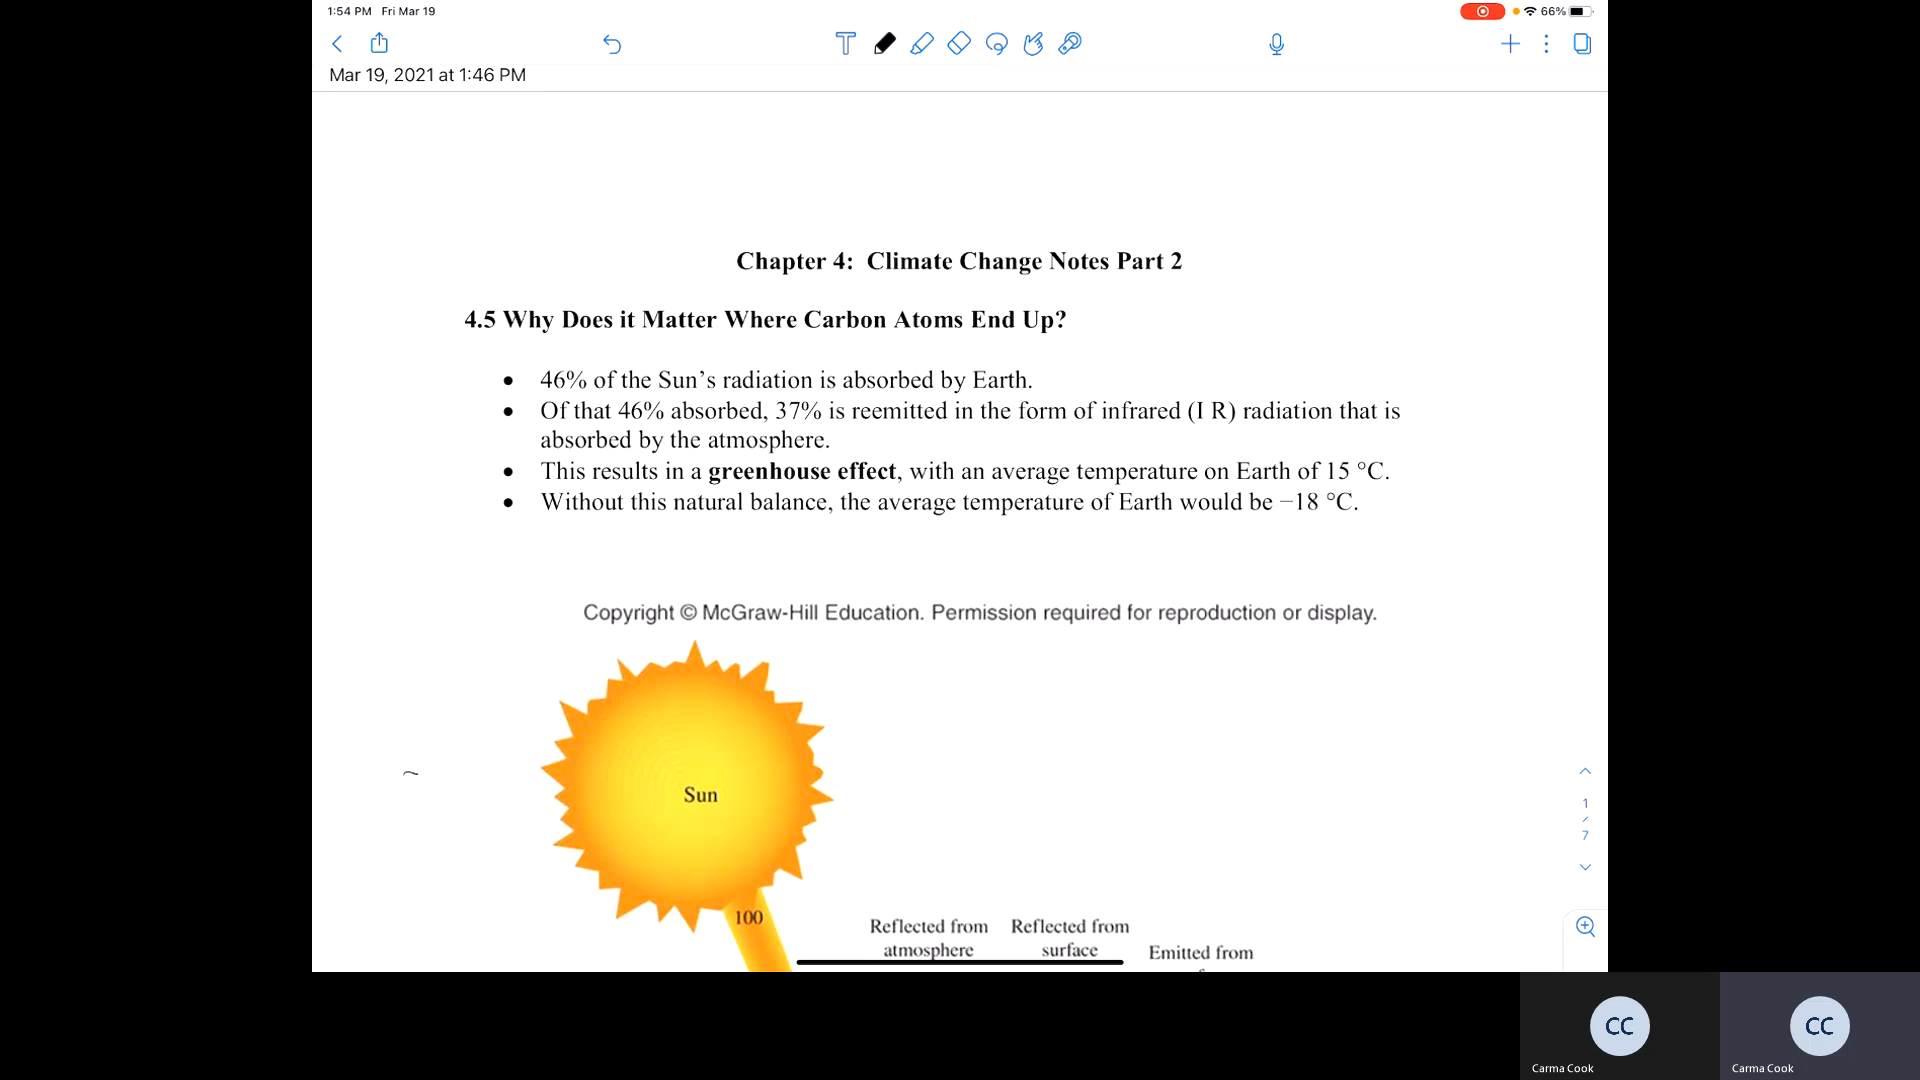 1:54 PM Fri Mar 19
66%
Mar 19, 2021 at 1:46 PM
Chapter 4: Climate Change Notes Part 2
4.5 Why Does it Matter Where Carbon Atoms End Up?
• 46% of the Sun's radiation is absorbed by Earth.
• Of that 46% absorbed, 37% is reemitted in the form of infrared (I R) radiation that is
absorbed by the atmosphere.
• This results in a greenhouse effect, with an average temperature on Earth of 15 °C.
• Without this natural balance, the average temperature of Earth would be −18 °C.
Copyright © McGraw-Hill Education. Permission required for reproduction or display.
Sun
100
Reflected from
atmosphere
Reflected from
surface
Emitted from
1
/
7
CC
Carma Cook
CC
Carma Cook